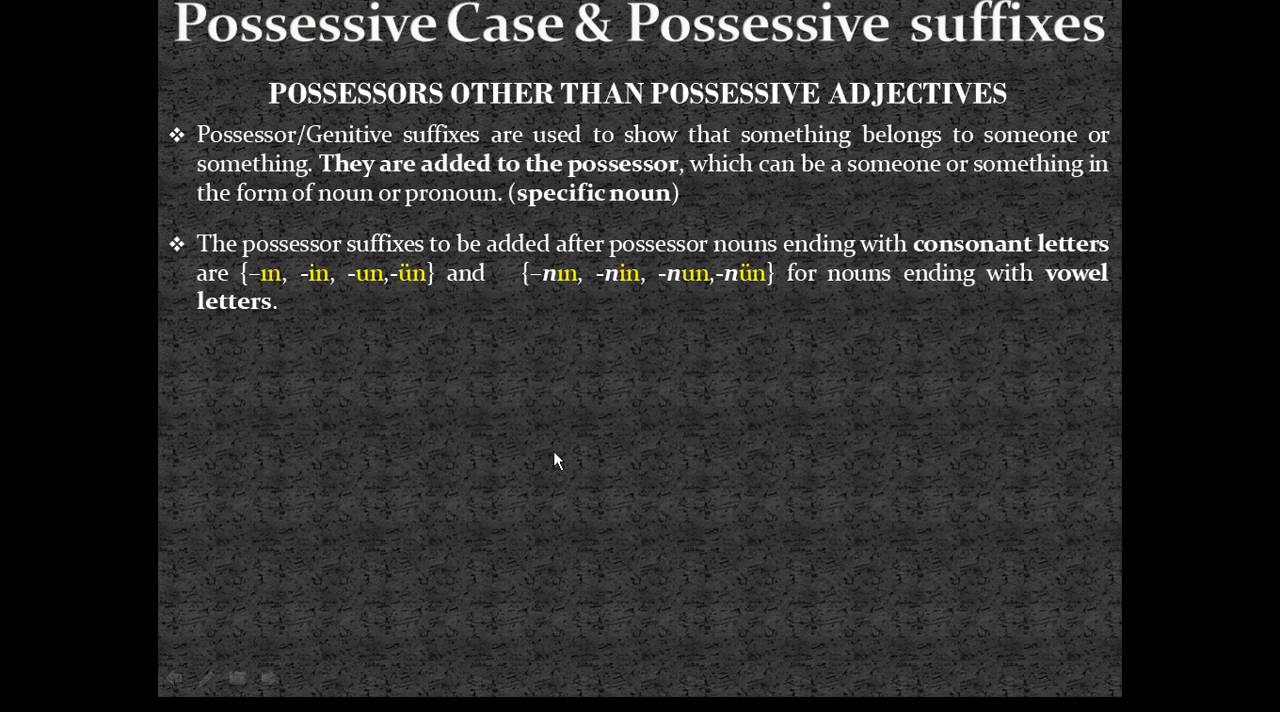 Possessive Case & Possessive suffixes
POSSESSORS OTHER THAN POSSESSIVE ADJECTIVES
❖ Possessor/Genitive suffixes are used to show that something belongs to someone or
something. They are added to the possessor, which can be a someone or something in
the form of noun or pronoun. (specific noun)
❖ The possessor suffixes to be added after possessor nouns ending with consonant letters
are {–ın, -in, -un,-ün} and {–nın, -nin, -nun,-nün} for nouns ending with vowel
letters.